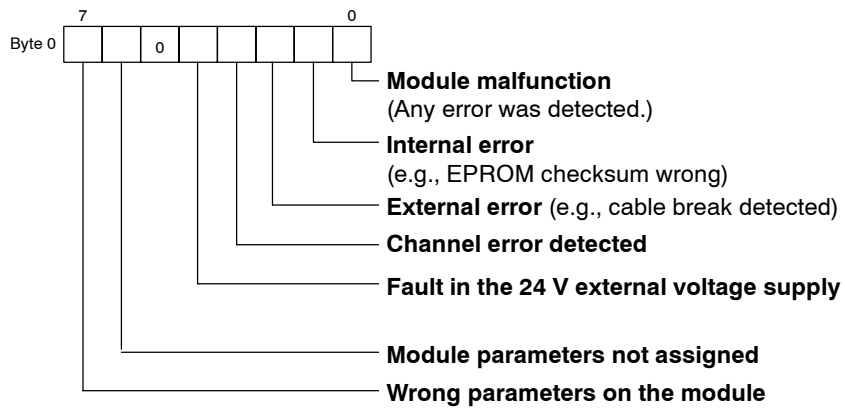 7 0
Byte 0 0
Module malfunction
(Any error was detected.)
Internal error
(e.g., EPROM checksum wrong)
External error (e.g., cable break detected)
Channel error detected
Fault in the 24 V external voltage supply
Module parameters not assigned
Wrong parameters on the module